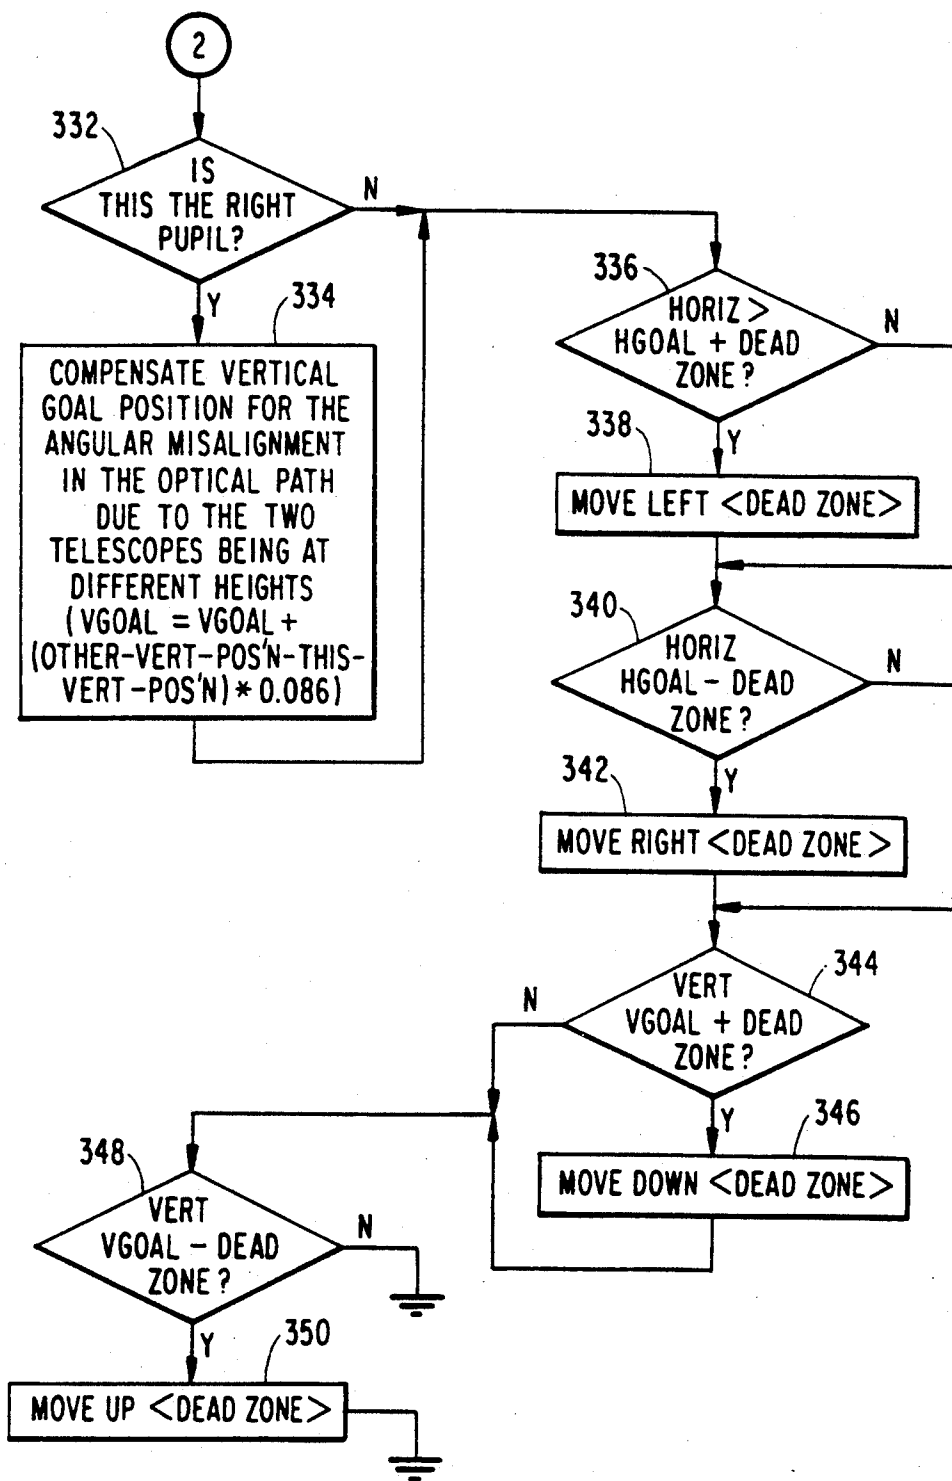 2
332
IS
THIS THE RIGHT
PUPIL?
N
Y
334
COMPENSATE VERTICAL
GOAL POSITION FOR THE
ANGULAR MISALIGNMENT
IN THE OPTICAL PATH
DUE TO THE TWO
TELESCOPES BEING AT
DIFFERENT HEIGHTS
(VGOAL = VGOAL +
(OTHER-VERT-POS'N-THIS-
VERT-POS'N) * 0.086)
336
HORIZ >
HGOAL + DEAD
ZONE?
N
Y
338
MOVE LEFT <DEAD ZONE>
340
HORIZ
HGOAL - DEAD
ZONE?
N
Y
342
MOVE RIGHT <DEAD ZONE>
344
VERT
VGOAL + DEAD
ZONE?
N
Y
346
MOVE DOWN <DEAD ZONE>
348
VERT
VGOAL - DEAD
ZONE?
N
Y
350
MOVE UP <DEAD ZONE>